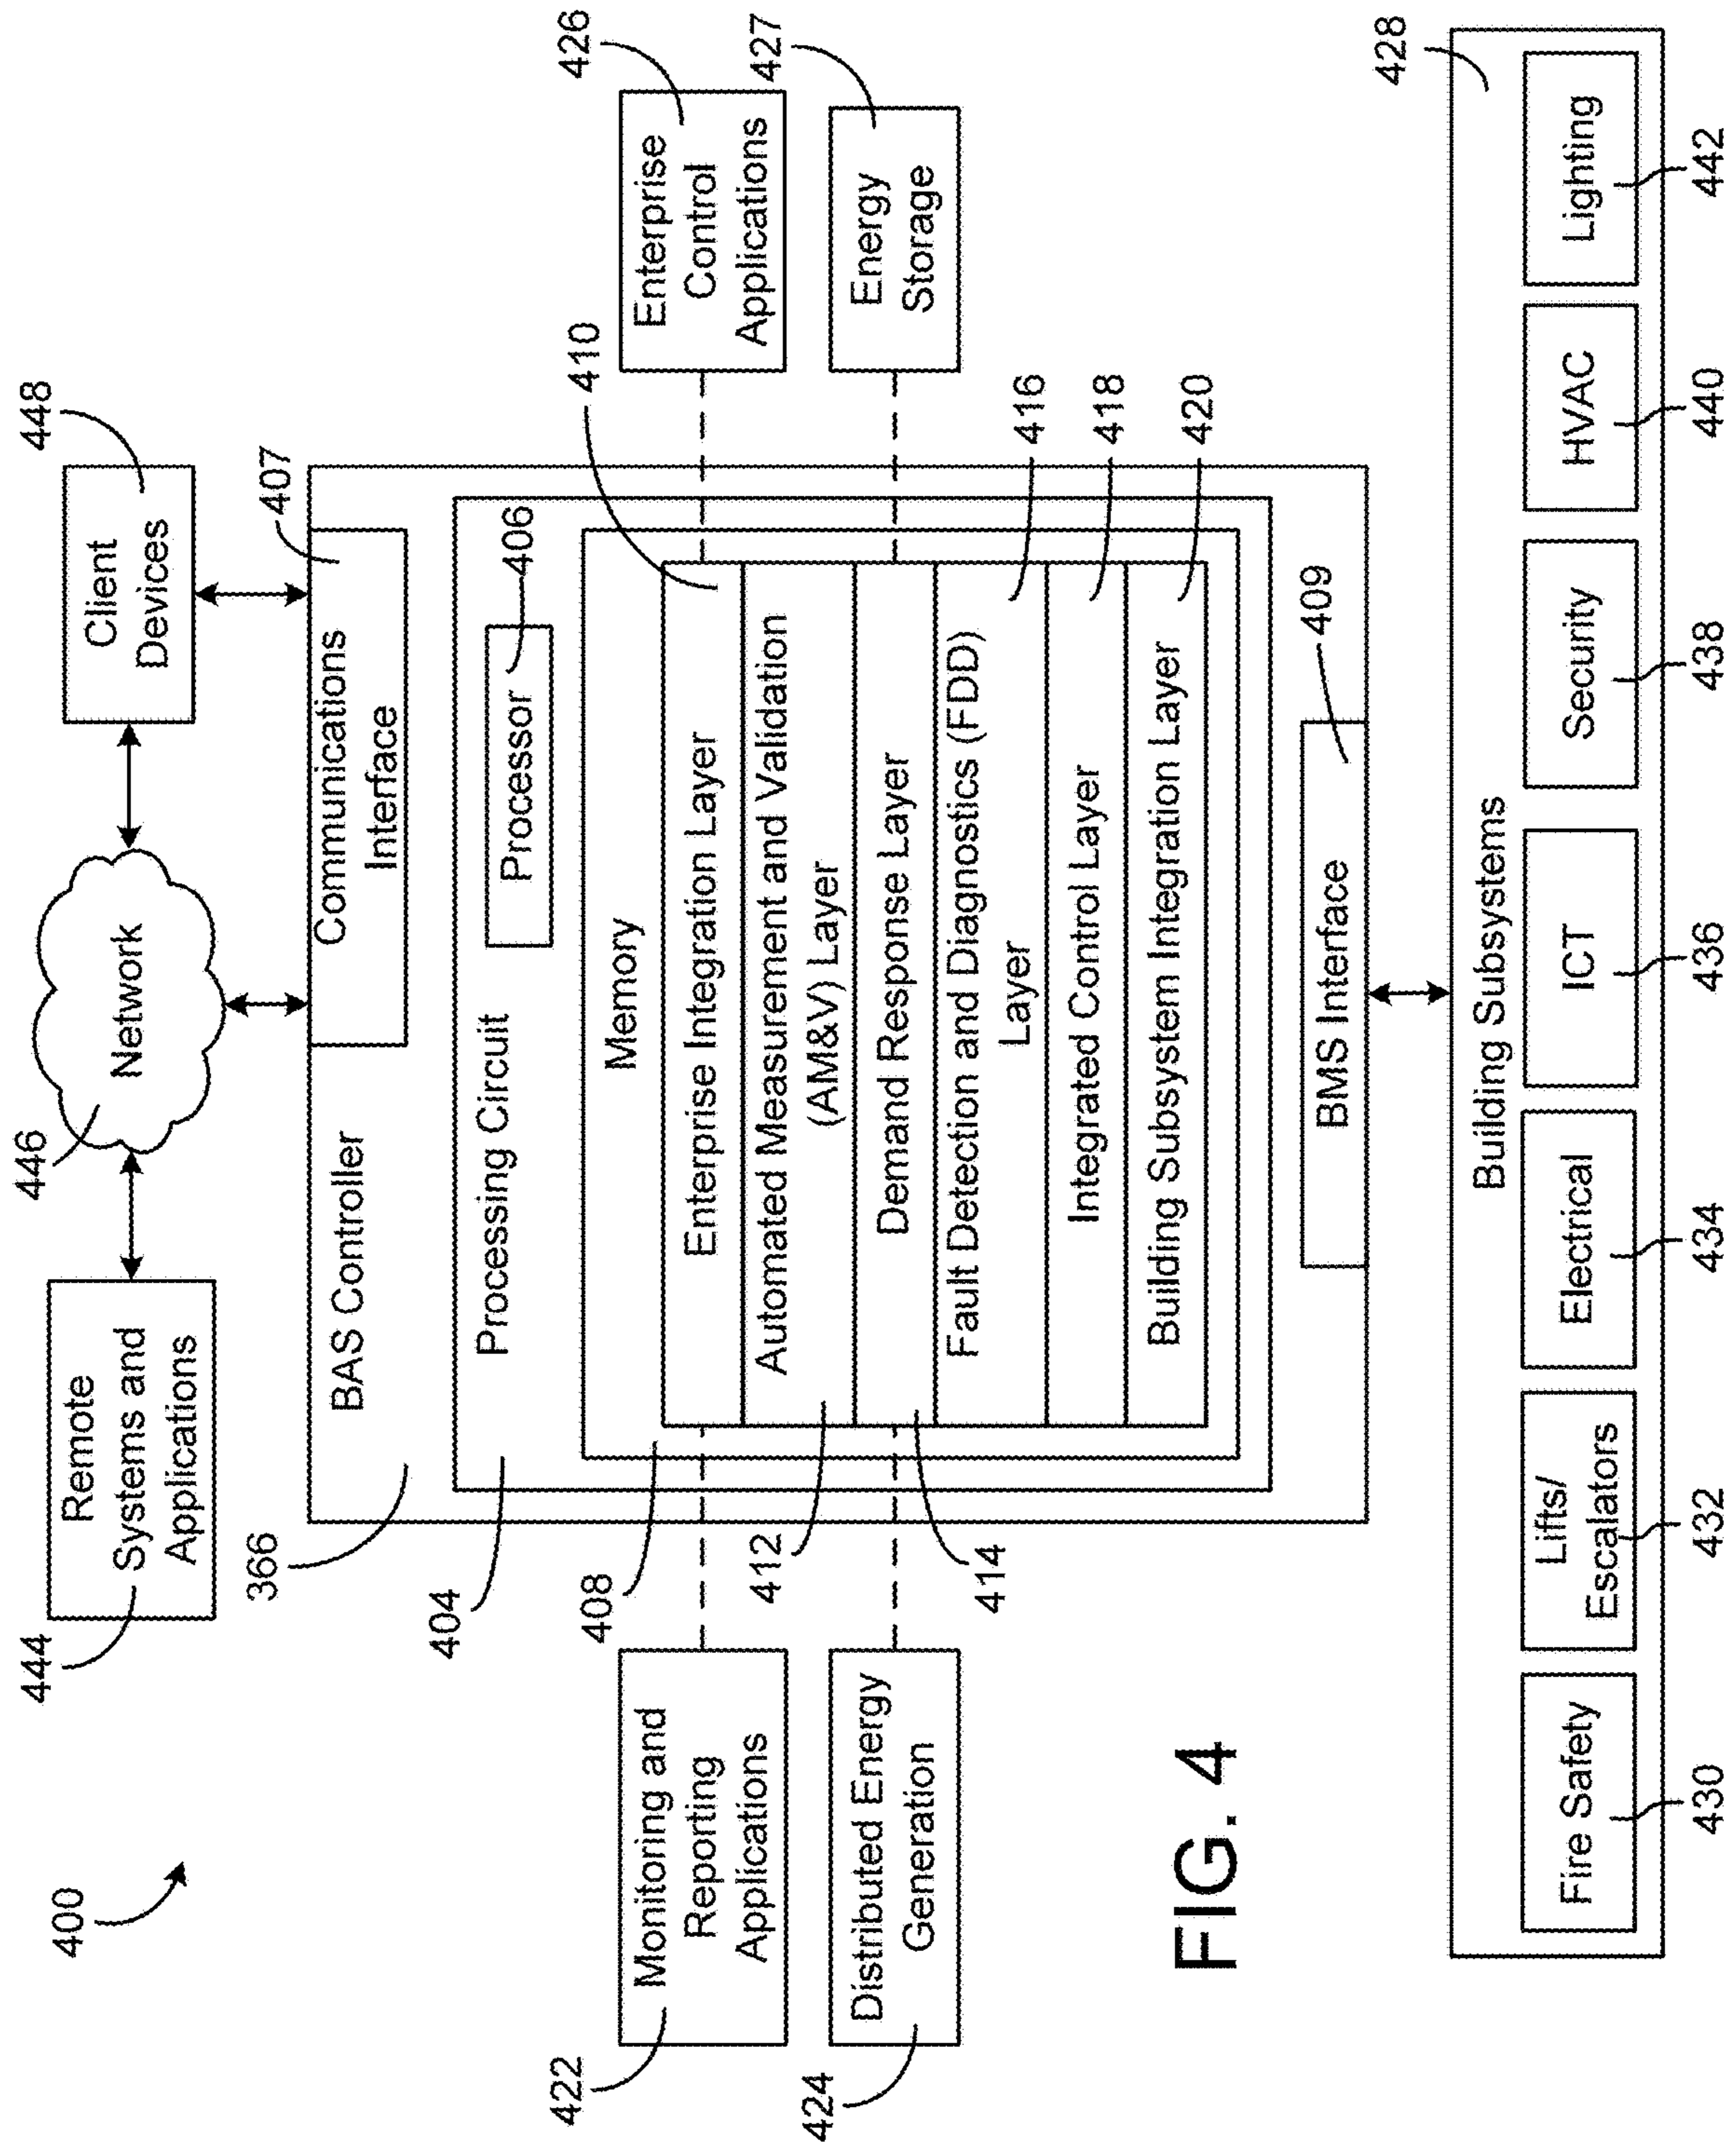 400
444
Remote
Systems and
Applications
446
Network
448
Client
Devices
366
BAS Controller
407
Communications
Interface
404
Processing Circuit
Processor
406
408
Memory
410
Enterprise Integration Layer
Automated Measurement and Validation
(AM&V) Layer
412
Demand Response Layer
414
Fault Detection and Diagnostics (FDD)
Layer
416
Integrated Control Layer
418
Building Subsystem Integration Layer
420
BMS Interface
409
422
Monitoring and
Reporting
Applications
424
Distributed Energy
Generation
426
Enterprise
Control
Applications
427
Energy
Storage
FIG. 4
428
Building Subsystems
Fire Safety
Lifts/
Escalators
Electrical
ICT
Security
HVAC
Lighting
430
432
434
436
438
440
442